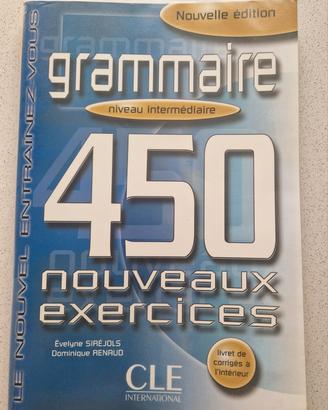 Nouvelle édition
grammaire
niveau intermédiaire
450
nouveaux
exercices
Évelyne SIRÉJOLS
Dominique RENAUD
livret de
corrigés à
l'intérieur
CLE
INTERNATIONAL
LE NOUVEL ENTRAÎNEZ-VOUS